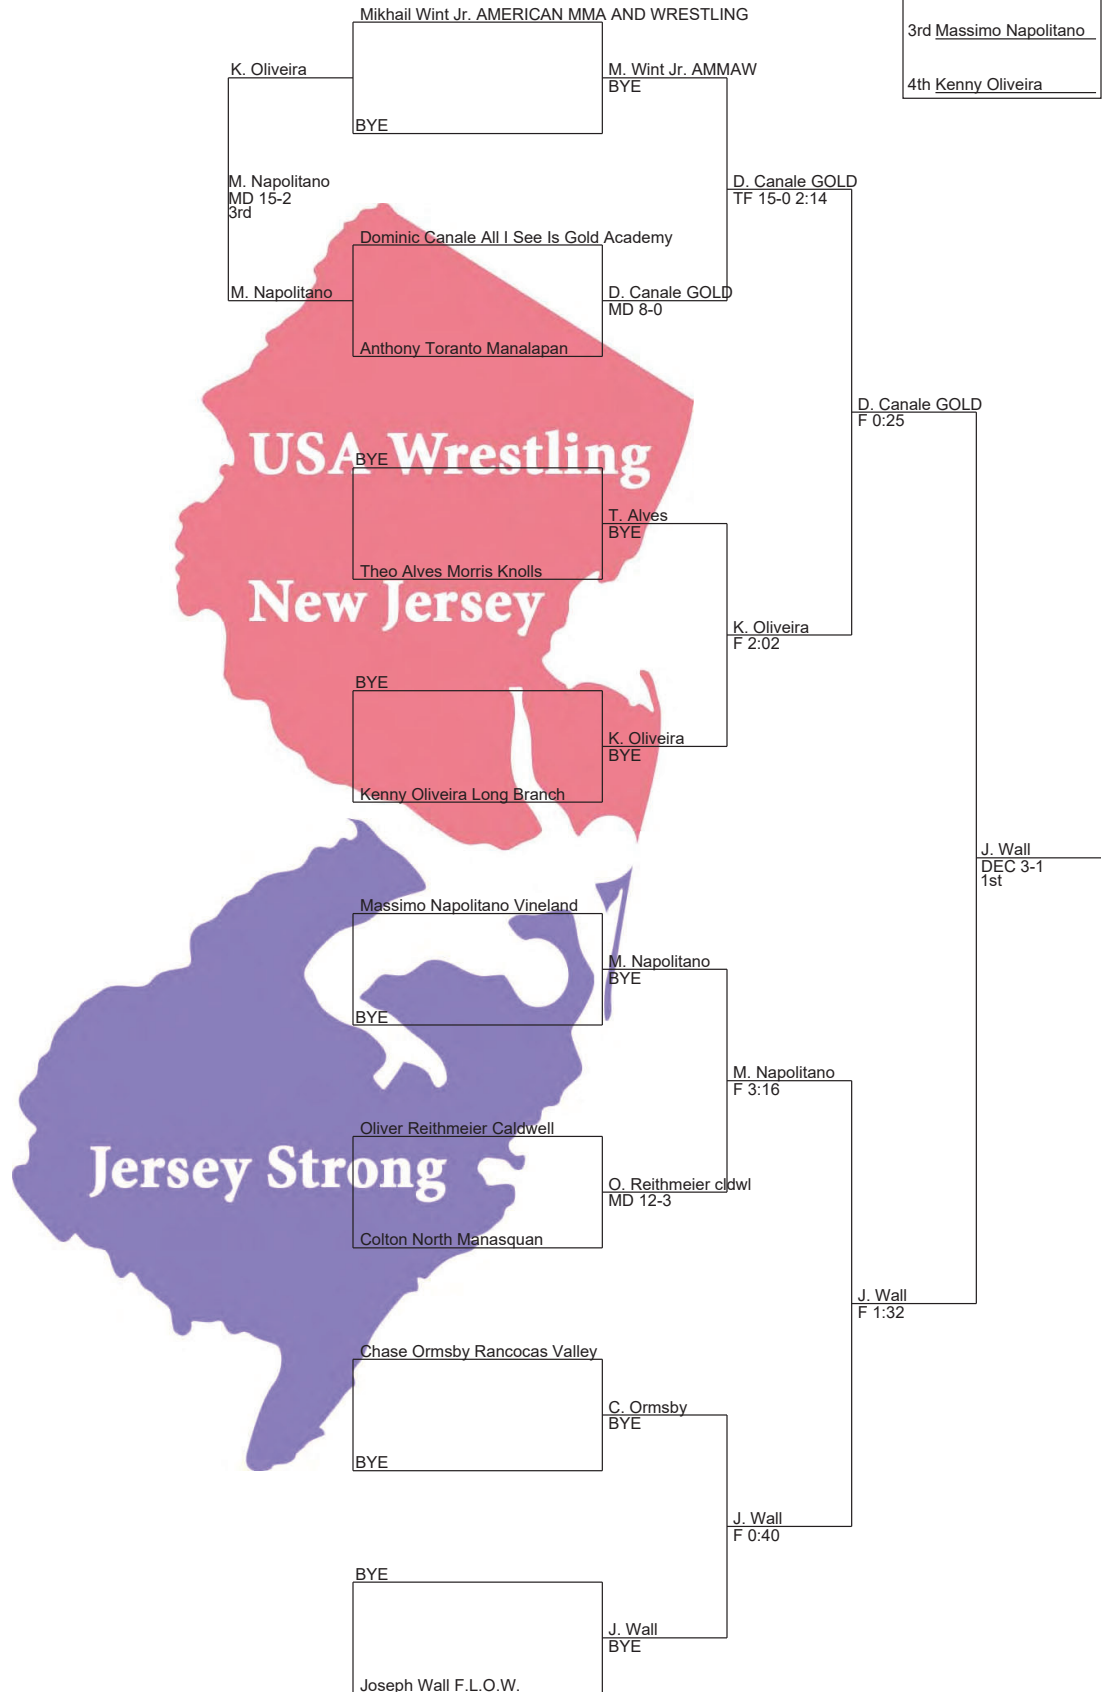 Mikhail Wint Jr. AMERICAN MMA AND WRESTLING
3rd Massimo Napolitano
K. Oliveira
M. Wint Jr. AMMAW
BYE
4th Kenny Oliveira
BYE
M. Napolitano
MD 15-2
3rd
D. Canale GOLD
TF 15-0 2:14
Dominic Canale All I See Is Gold Academy
M. Napolitano
D. Canale GOLD
MD 8-0
Anthony Toranto Manalapan
D. Canale GOLD
F 0:25
USA Wrestling
BYE
T. Alves
BYE
Theo Alves Morris Knolls
New Jersey
K. Oliveira
F 2:02
BYE
K. Oliveira
BYE
Kenny Oliveira Long Branch
J. Wall
DEC 3-1
1st
Massimo Napolitano Vineland
M. Napolitano
BYE
BYE
M. Napolitano
F 3:16
Oliver Reithmeier Caldwell
Jersey Strong
O. Reithmeier cldwl
MD 12-3
Colton North Manasquan
J. Wall
F 1:32
Chase Ormsby Rancocas Valley
C. Ormsby
BYE
BYE
J. Wall
F 0:40
BYE
J. Wall
BYE
Joseph Wall F.L.O.W.